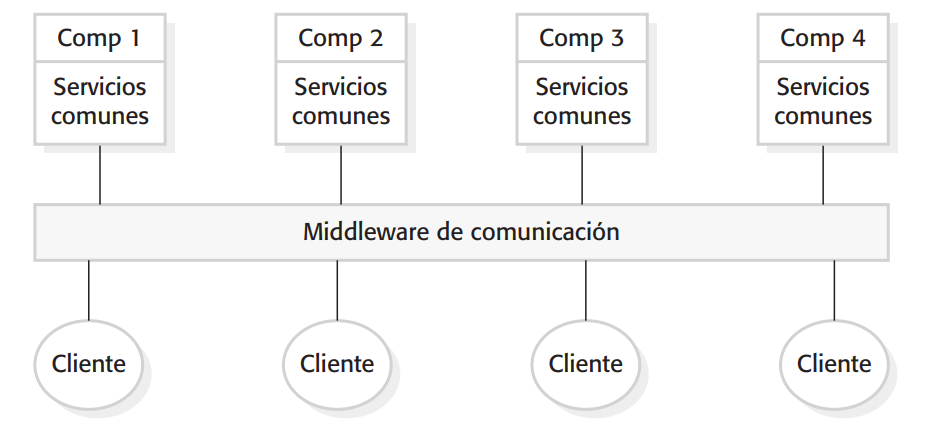 Comp 1
Servicios
comunes
Comp 2
Servicios
comunes
Comp 3
Servicios
comunes
Comp 4
Servicios
comunes
Middleware de comunicación
Cliente
Cliente
Cliente
Cliente